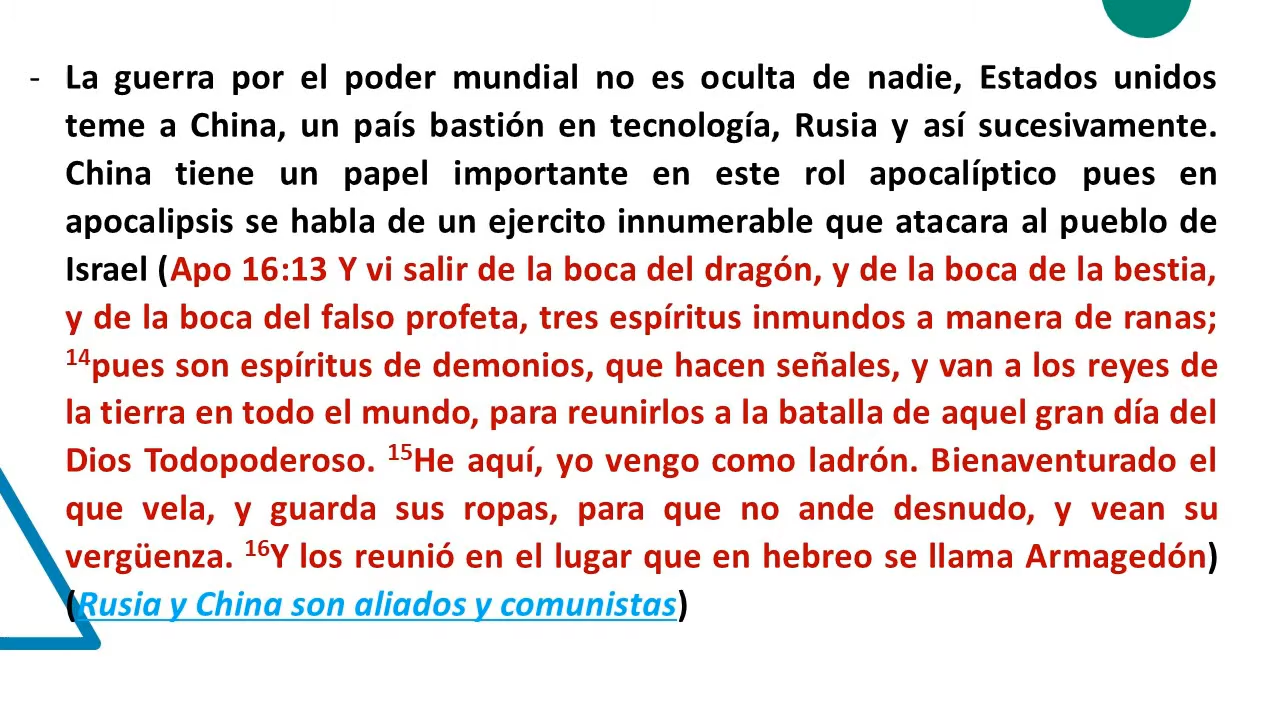 - La guerra por el poder mundial no es oculta de nadie, Estados unidos
teme a China, un país bastión en tecnología, Rusia y así sucesivamente.
China tiene un papel importante en este rol apocalíptico pues en
apocalipsis se habla de un ejercito innumerable que atacara al pueblo de
Israel (Apo 16:13 Y vi salir de la boca del dragón, y de la boca de la bestia,
y de la boca del falso profeta, tres espíritus inmundos a manera de ranas;
14pues son espíritus de demonios, que hacen señales, y van a los reyes de
la tierra en todo el mundo, para reunirlos a la batalla de aquel gran día del
Dios Todopoderoso. 15He aquí, yo vengo como ladrón. Bienaventurado el
que vela, y guarda sus ropas, para que no ande desnudo, y vean su
vergüenza. 16Y los reunió en el lugar que en hebreo se llama Armagedón)
(Rusia y China son aliados y comunistas)